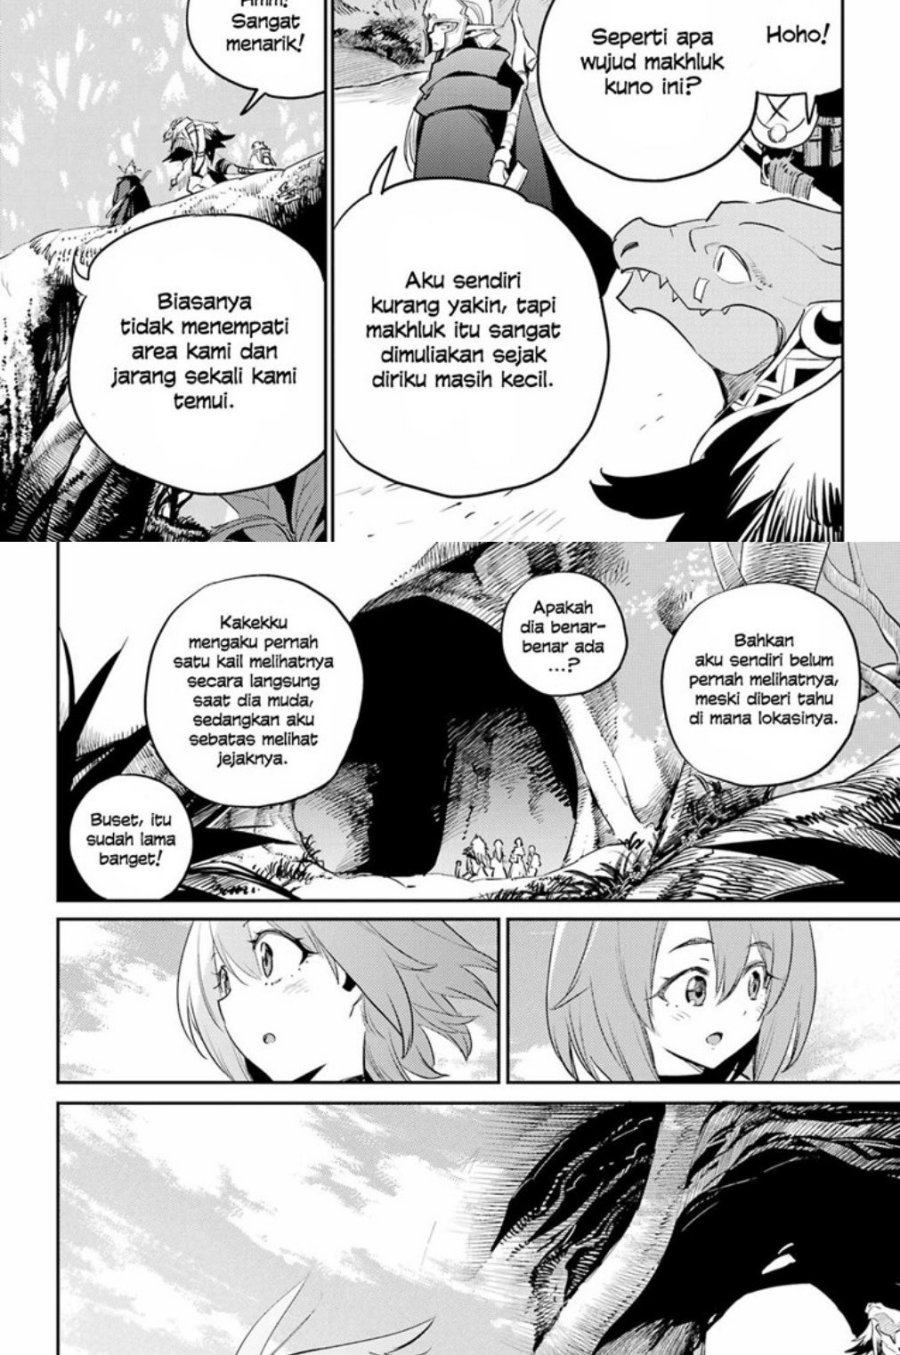 Hoho!
Seperti apa
wujud makhluk
kuno ini?
Aku sendiri
kurang yakin, tapi
makhluk itu sangat
dimuliakan sejak
diriku masih kecil.
Sangat
menarik!
Biasanya
tidak menempati
area kami dan
jarang sekali kami
temui.
Bahkan
aku sendiri belum
pernah melihatnya,
meski diberi tahu
di mana lokasinya.
Apakah
dia benar-
benar ada
...?
Kakekku
mengaku pernah
satu kail melihatnya
secara langsung
saat dia muda,
sedangkan aku
sebatas melihat
jejaknya.
Buset, itu
sudah lama
banget!